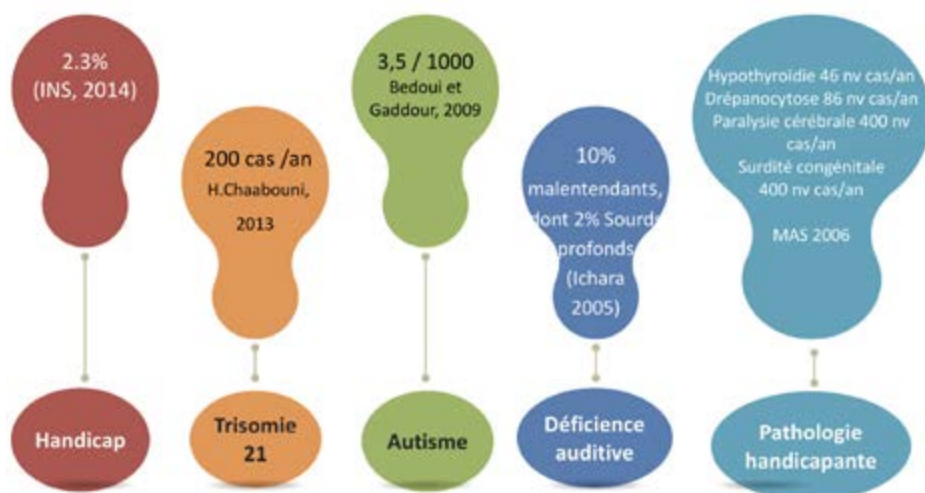 2.3%
(INS, 2014)
200 cas /an
H.Chaabouni,
2013
3,5 / 1000
Bedoui et
Gaddour, 2009
10%
malentendants,
dont 2% Sourds
profonds
(Ichara
2005)
Hypothyroïdie 46 nv cas/an
Drépanocytose 86 nv cas/an
Paralysie cérébrale 400 nv
cas/an
Surdité congénitale
400 nv cas/an
MAS 2006
Handicap
Trisomie
21
Autisme
Déficience
auditive
Pathologie
handicapante